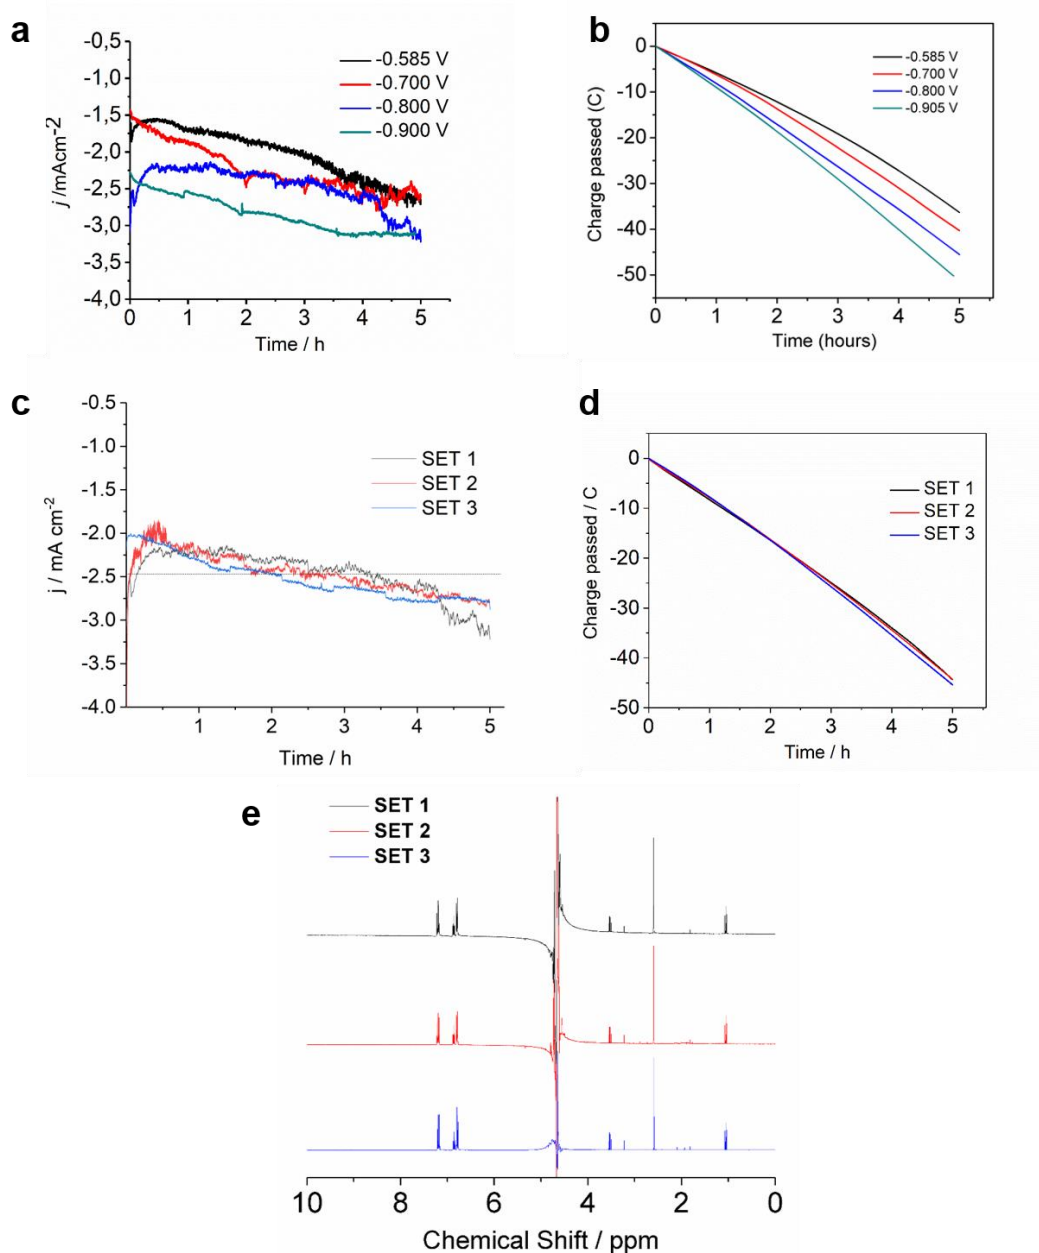 a
-0,5
-1,0
-1,5
-2,0
-2,5
-3,0
-3,5
-4,0
j /mAcm-2
-0.585 V
-0.700 V
-0.800 V
-0.900 V
0 1 2 3 4 5
Time / h
b
0
-10
-20
-30
-40
-50
Charge passed (C)
-0.585 V
-0.700 V
-0.800 V
-0.905 V
0 1 2 3 4 5
Time (hours)
c
-0.5
-1.0
-1.5
-2.0
-2.5
-3.0
-3.5
-4.0
j / mA cm-2
SET 1
SET 2
SET 3
1 2 3 4 5
Time / h
d
0
-10
-20
-30
-40
-50
Charge passed / C
SET 1
SET 2
SET 3
0 1 2 3 4 5
Time / h
e
SET 1
SET 2
SET 3
10 8 6 4 2 0
Chemical Shift / ppm